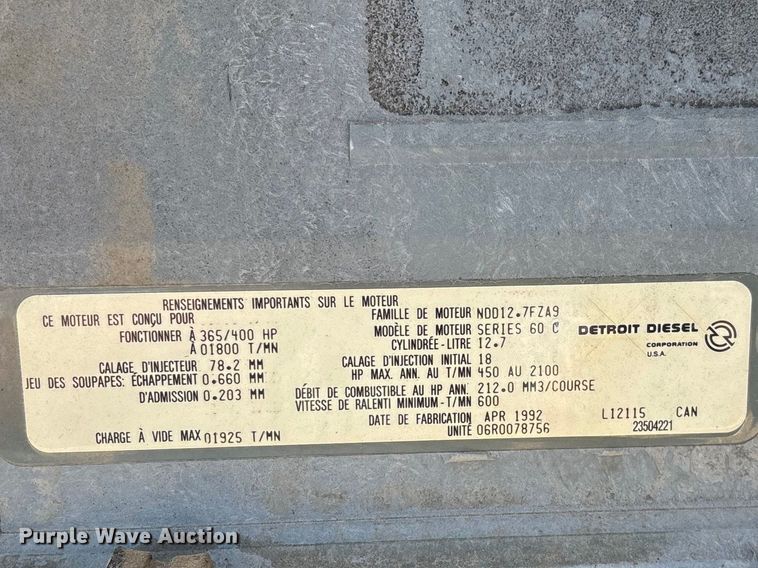 RENSEIGNEMENTS IMPORTANTS SUR LE MOTEUR
CE MOTEUR EST CONÇU POUR
FONCTIONNER À 365/400 HP
À 01800 T/MN
CALAGE D'INJECTEUR 78.2 MM
JEU DES SOUPAPES: ÉCHAPPEMENT 0.660 MM
D'ADMISSION 0.203 MM
CHARGE À VIDE MAX 01925 T/MN
FAMILLE DE MOTEUR NDD12.7FZA9
MODÈLE DE MOTEUR SERIES 60 C
CYLINDRÉE-LITRE 12.7
CALAGE D'INJECTION INITIAL 18
HP MAX. ANN. AU T/MN 450 AU 2100
DÉBIT DE COMBUSTIBLE AU HP ANN. 212.0 MM3/COURSE
VITESSE DE RALENTI MINIMUM-T/MN 600
DATE DE FABRICATION APR 1992
UNITÉ 06R0078756
DETROIT DIESEL
CORPORATION
U.S.A.
L12115 CAN
23504221
Purple Wave Auction